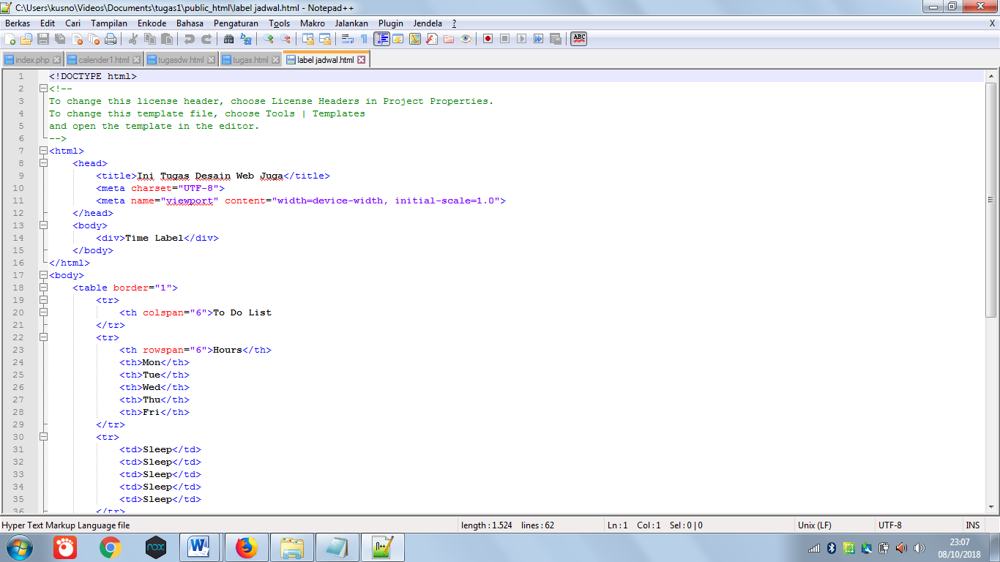 C:\Users\kusno\Videos\Documents\tugas1\public_html\label jadwal.html - Notepad++
Berkas Edit Cari Tampilan Enkode Bahasa Pengaturan Tools Makro Jalankan Plugin Jendela ? X
ABC
index.php calender1.html tugasdw.html tugas.html label jadwal.html
1 <!DOCTYPE html>
2 <!--
3 To change this license header, choose License Headers in Project Properties.
4 To change this template file, choose Tools | Templates
5 and open the template in the editor.
6 -->
7 <html>
8 <head>
9 <title>Ini Tugas Desain Web Juga</title>
10 <meta charset="UTF-8">
11 <meta name="viewport" content="width=device-width, initial-scale=1.0">
12 </head>
13 <body>
14 <div>Time Label</div>
15 </body>
16 </html>
17 <body>
18 <table border="1">
19 <tr>
20 <th colspan="6">To Do List
21 </tr>
22 <tr>
23 <th rowspan="6">Hours</th>
24 <th>Mon</th>
25 <th>Tue</th>
26 <th>Wed</th>
27 <th>Thu</th>
28 <th>Fri</th>
29 </tr>
30 <tr>
31 <td>Sleep</td>
32 <td>Sleep</td>
33 <td>Sleep</td>
34 <td>Sleep</td>
35 <td>Sleep</td>
36 </tr>
Hyper Text Markup Language file length : 1.524 lines : 62 Ln : 1 Col : 1 Sel : 0 | 0 Unix (LF) UTF-8 INS
nox W N++ 23:07
08/10/2018